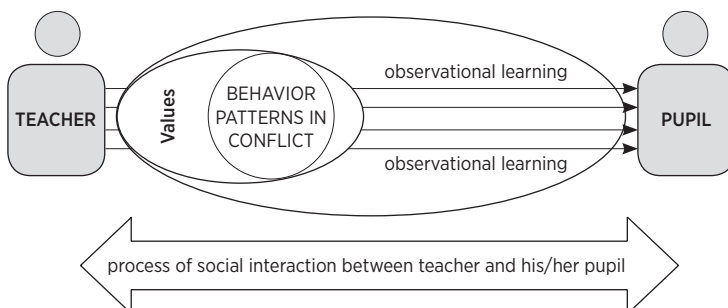 observational learning
TEACHER
Values
BEHAVIOR
PATTERNS IN
CONFLICT
PUPIL
observational learning
process of social interaction between teacher and his/her pupil